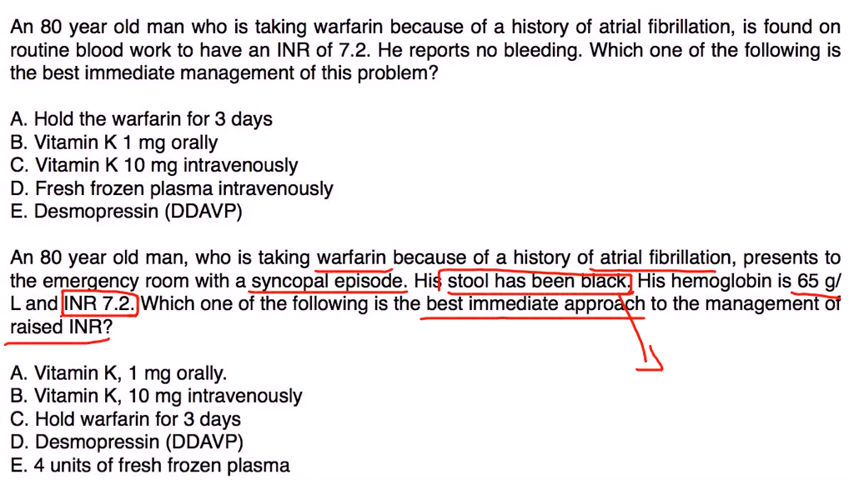 An 80 year old man who is taking warfarin because of a history of atrial fibrillation, is found on
routine blood work to have an INR of 7.2. He reports no bleeding. Which one of the following is
the best immediate management of this problem?
A. Hold the warfarin for 3 days
B. Vitamin K 1 mg orally
C. Vitamin K 10 mg intravenously
D. Fresh frozen plasma intravenously
E. Desmopressin (DDAVP)
An 80 year old man, who is taking warfarin because of a history of atrial fibrillation, presents to
the emergency room with a syncopal episode. His stool has been black. His hemoglobin is 65 g/
L and INR 7.2. Which one of the following is the best immediate approach to the management of
raised INR?
A. Vitamin K, 1 mg orally.
B. Vitamin K, 10 mg intravenously
C. Hold warfarin for 3 days
D. Desmopressin (DDAVP)
E. 4 units of fresh frozen plasma